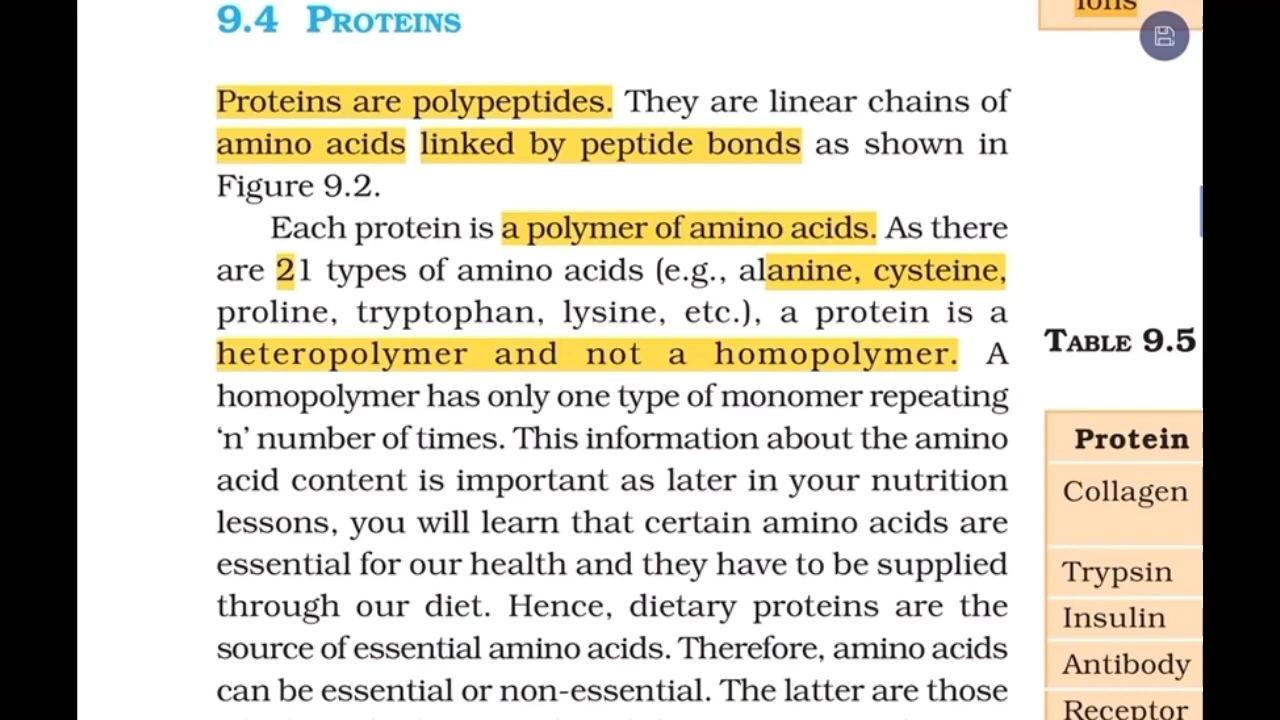 9.4 PROTEINS
Proteins are polypeptides. They are linear chains of
amino acids linked by peptide bonds as shown in
Figure 9.2.
Each protein is a polymer of amino acids. As there
are 21 types of amino acids (e.g., alanine, cysteine,
proline, tryptophan, lysine, etc.), a protein is a
heteropolymer and not a homopolymer. A
homopolymer has only one type of monomer repeating
‘n’ number of times. This information about the amino
acid content is important as later in your nutrition
lessons, you will learn that certain amino acids are
essential for our health and they have to be supplied
through our diet. Hence, dietary proteins are the
source of essential amino acids. Therefore, amino acids
can be essential or non-essential. The latter are those
ions
TABLE 9.5
Protein
Collagen
Trypsin
Insulin
Antibody
Receptor